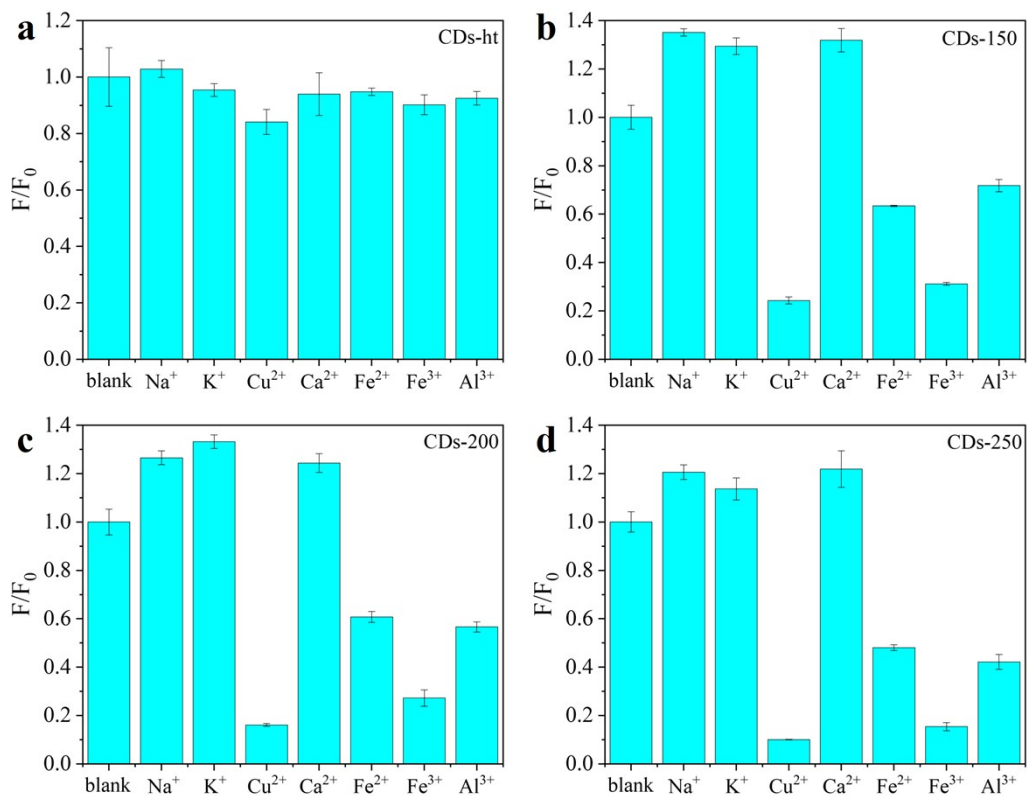 a
CDs-ht
F/F₀
1.2
1.0
0.8
0.6
0.4
0.2
0.0
blank Na⁺ K⁺ Cu²⁺ Ca²⁺ Fe²⁺ Fe³⁺ Al³⁺
b
CDs-150
F/F₀
1.4
1.2
1.0
0.8
0.6
0.4
0.2
0.0
blank Na⁺ K⁺ Cu²⁺ Ca²⁺ Fe²⁺ Fe³⁺ Al³⁺
c
CDs-200
F/F₀
1.4
1.2
1.0
0.8
0.6
0.4
0.2
0.0
blank Na⁺ K⁺ Cu²⁺ Ca²⁺ Fe²⁺ Fe³⁺ Al³⁺
d
CDs-250
F/F₀
1.4
1.2
1.0
0.8
0.6
0.4
0.2
0.0
blank Na⁺ K⁺ Cu²⁺ Ca²⁺ Fe²⁺ Fe³⁺ Al³⁺